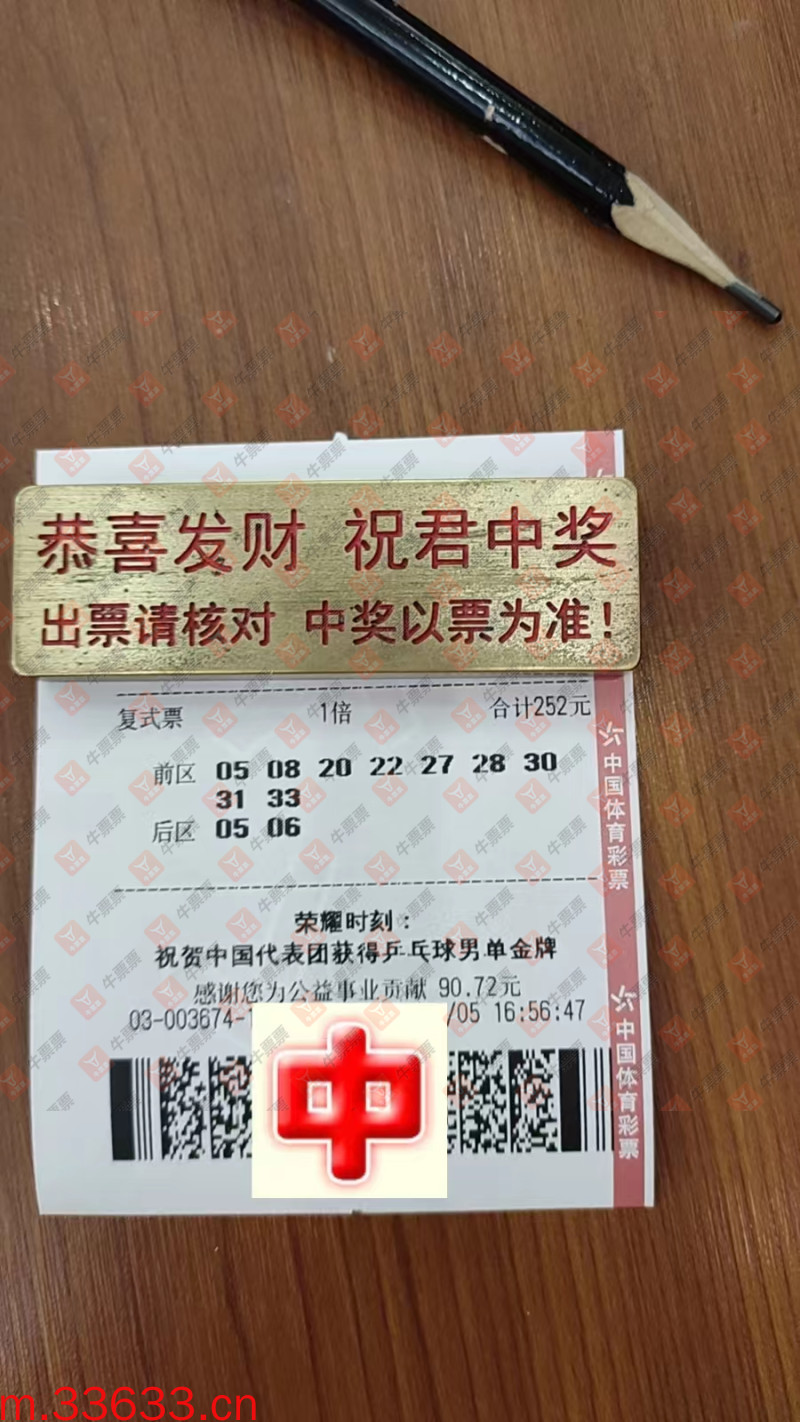 恭喜发财 祝君中奖
出票请核对 中奖以票为准!
复式票 1倍 合计252元
前区 05 08 20 22 27 28 30
31 33
后区 05 06
荣耀时刻:
祝贺中国代表团获得乒乓球男单金牌
感谢您为公益事业贡献 90.72元
03-003674-1
/05 16:56:47
中
中国体育彩票
中国体育彩票
牛票票
m.33633.cn